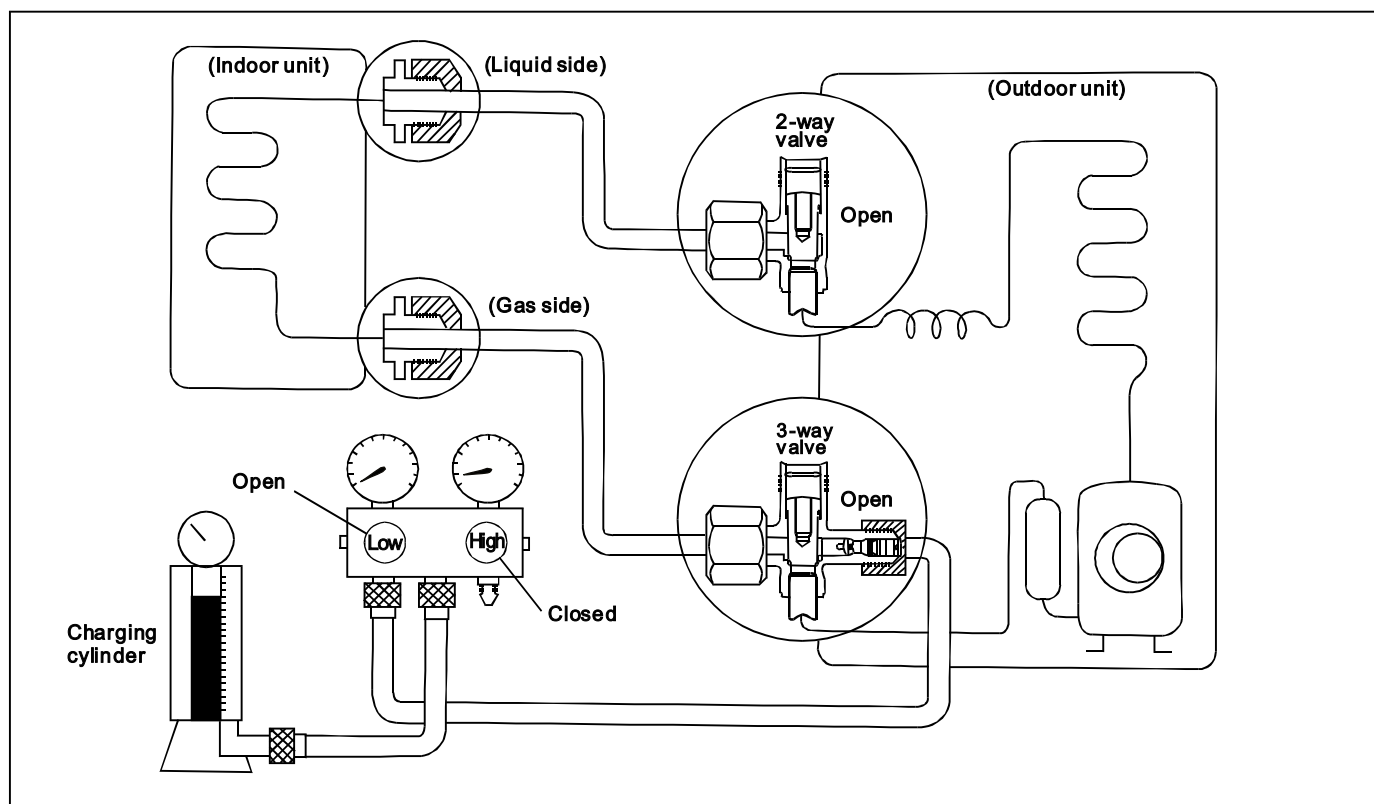 (Indoor unit)
(Liquid side)
(Outdoor unit)
2-way
valve
Open
(Gas side)
3-way
valve
Open
Open
Low
High
Closed
Charging
cylinder